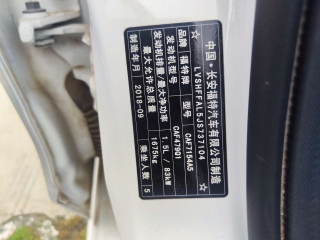 中国·长安福特汽车有限公司制造
LVSHFFAL5JS737104
品牌 福特牌 型号 CAF7154A5
发动机型号 CAF479Q1
发动机排量/最大净功率 1.5L 83kW
最大允许总质量 1675kg
制造年月 2018-09 乘坐人数 5